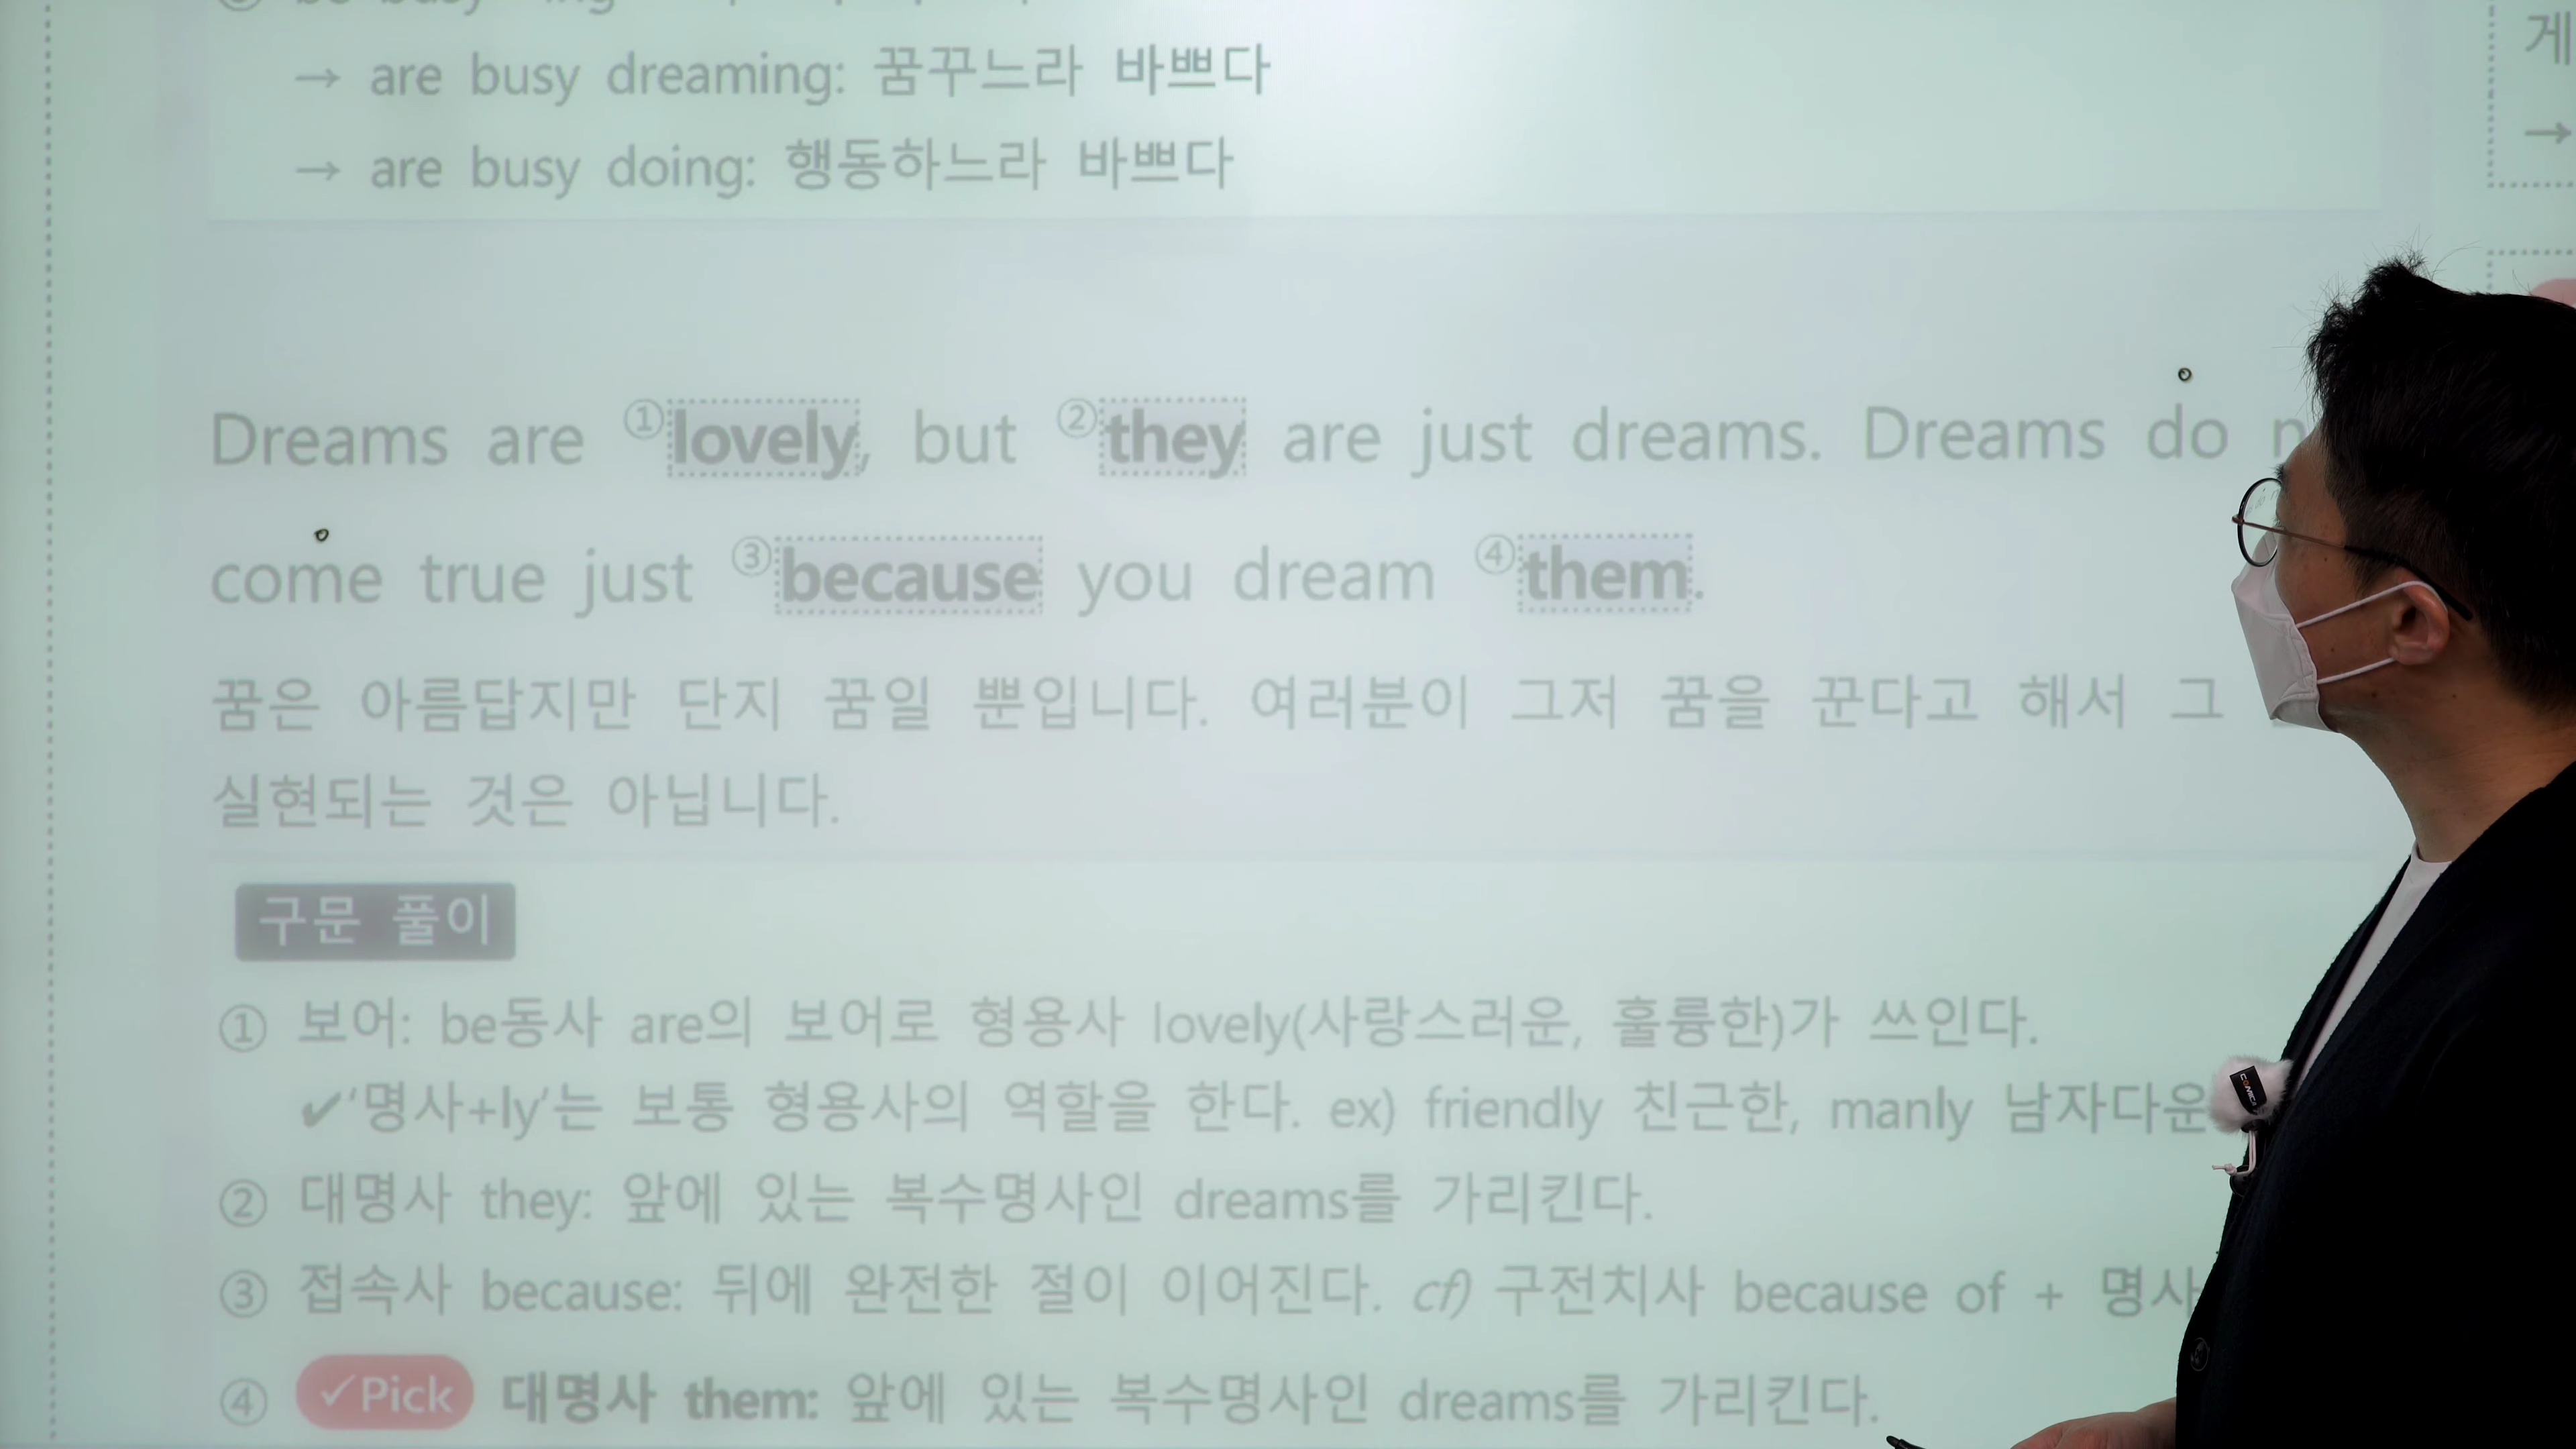 be busy -ing
→ are busy dreaming: 꿈꾸느라 바쁘다
→ are busy doing: 행동하느라 바쁘다
게
→
Dreams are ①lovely, but ②they are just dreams. Dreams do n
come true just ③because you dream ④them.
꿈은 아름답지만 단지 꿈일 뿐입니다. 여러분이 그저 꿈을 꾼다고 해서 그
실현되는 것은 아닙니다.
구문 풀이
① 보어: be동사 are의 보어로 형용사 lovely(사랑스러운, 훌륭한)가 쓰인다.
✔'명사+ly'는 보통 형용사의 역할을 한다. ex) friendly 친근한, manly 남자다운
② 대명사 they: 앞에 있는 복수명사인 dreams를 가리킨다.
③ 접속사 because: 뒤에 완전한 절이 이어진다. cf) 구전치사 because of + 명사
④ ✓Pick 대명사 them: 앞에 있는 복수명사인 dreams를 가리킨다.